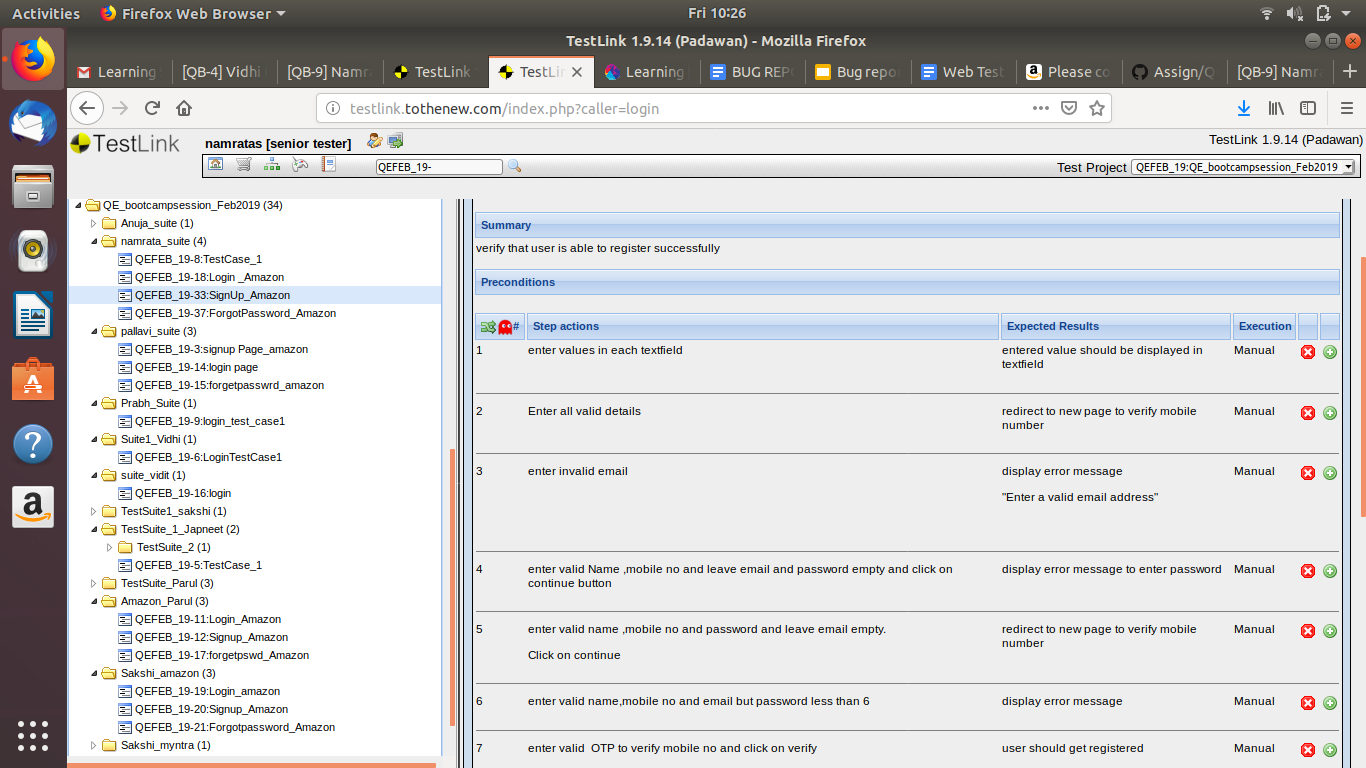 Activities
Firefox Web Browser
Fri 10:26
TestLink 1.9.14 (Padawan) - Mozilla Firefox
Learning
[QB-4] Vidhi
[QB-9] Namr
TestLink
TestLin
Learning
BUG REP
Bug repor
Web Test
Please co
Assign/Q
[QB-9] Namr
testlink.tothenew.com/index.php?caller=login
TestLink
namratas [senior tester]
TestLink 1.9.14 (Padawan)
QEFEB_19-
Test Project
QEFEB_19:QE_bootcampsession_Feb2019
QE_bootcampsession_Feb2019 (34)
Anuja_suite (1)
namrata_suite (4)
QEFEB_19-8:TestCase_1
QEFEB_19-18:Login _Amazon
QEFEB_19-33:SignUp_Amazon
QEFEB_19-37:ForgotPassword_Amazon
pallavi_suite (3)
QEFEB_19-3:signup Page_amazon
QEFEB_19-14:login page
QEFEB_19-15:forgetpasswrd_amazon
Prabh_Suite (1)
QEFEB_19-9:login_test_case1
Suite1_Vidhi (1)
QEFEB_19-6:LoginTestCase1
suite_vidit (1)
QEFEB_19-16:login
TestSuite1_sakshi (1)
TestSuite_1_Japneet (2)
TestSuite_2 (1)
QEFEB_19-5:TestCase_1
TestSuite_Parul (3)
Amazon_Parul (3)
QEFEB_19-11:Login_Amazon
QEFEB_19-12:Signup_Amazon
QEFEB_19-17:forgetpswd_Amazon
Sakshi_amazon (3)
QEFEB_19-19:Login_amazon
QEFEB_19-20:Signup_Amazon
QEFEB_19-21:Forgotpassword_Amazon
Sakshi_myntra (1)
Summary
verify that user is able to register successfully
Preconditions
# Step actions Expected Results Execution
1 enter values in each textfield entered value should be displayed in Manual
textfield
2 Enter all valid details redirect to new page to verify mobile Manual
number
3 enter invalid email display error message Manual
"Enter a valid email address"
4 enter valid Name ,mobile no and leave email and password empty and click on display error message to enter password Manual
continue button
5 enter valid name ,mobile no and password and leave email empty. redirect to new page to verify mobile Manual
number
Click on continue
6 enter valid name,mobile no and email but password less than 6 display error message Manual
7 enter valid OTP to verify mobile no and click on verify user should get registered Manual